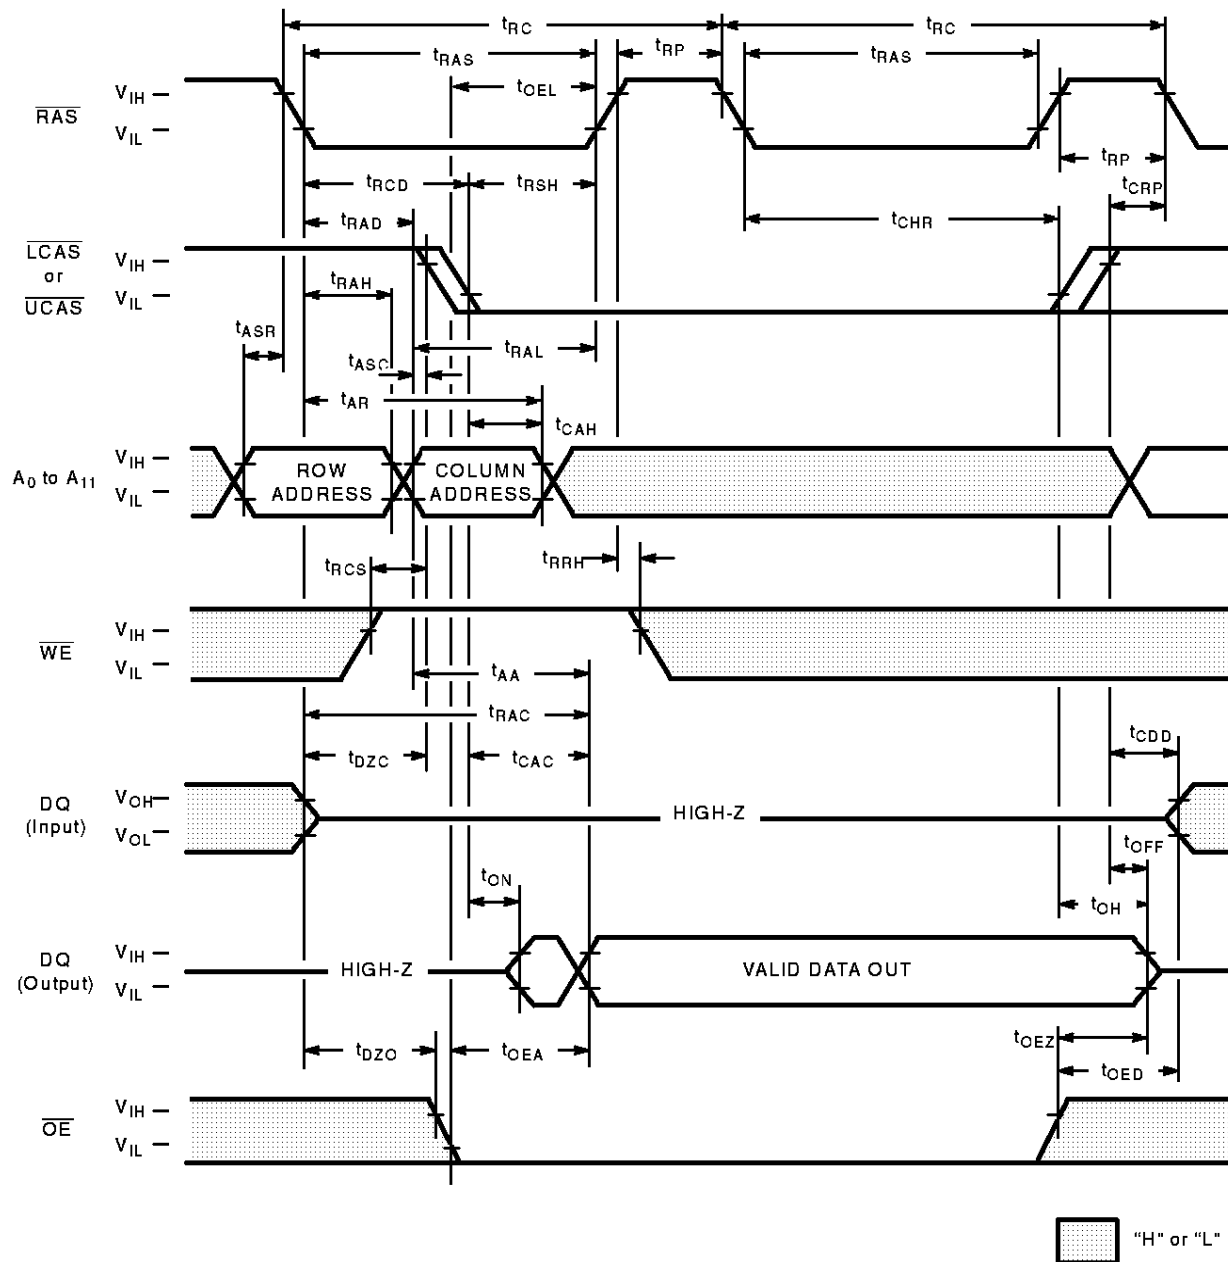 tRC tRC
tRAS tRP tRAS
tOEL
RAS VIH
VIL
tRP
tRCD tRSH tCRP
tRAD tCHR
LCAS
or
UCAS
VIH
VIL
tRAH
tASR
tRAL
tASC
tAR
tCAH
A0 to A11 VIH
VIL
ROW
ADDRESS
COLUMN
ADDRESS
tRCS tRRH
WE VIH
VIL
tAA
tRAC
tDZC tCAC tCDD
DQ
(Input)
VOH
VOL
HIGH-Z
tOFF
tON tOH
DQ
(Output)
VIH
VIL
HIGH-Z VALID DATA OUT
tDZO tOEA tOEZ
tOED
OE VIH
VIL
“H” or “L”